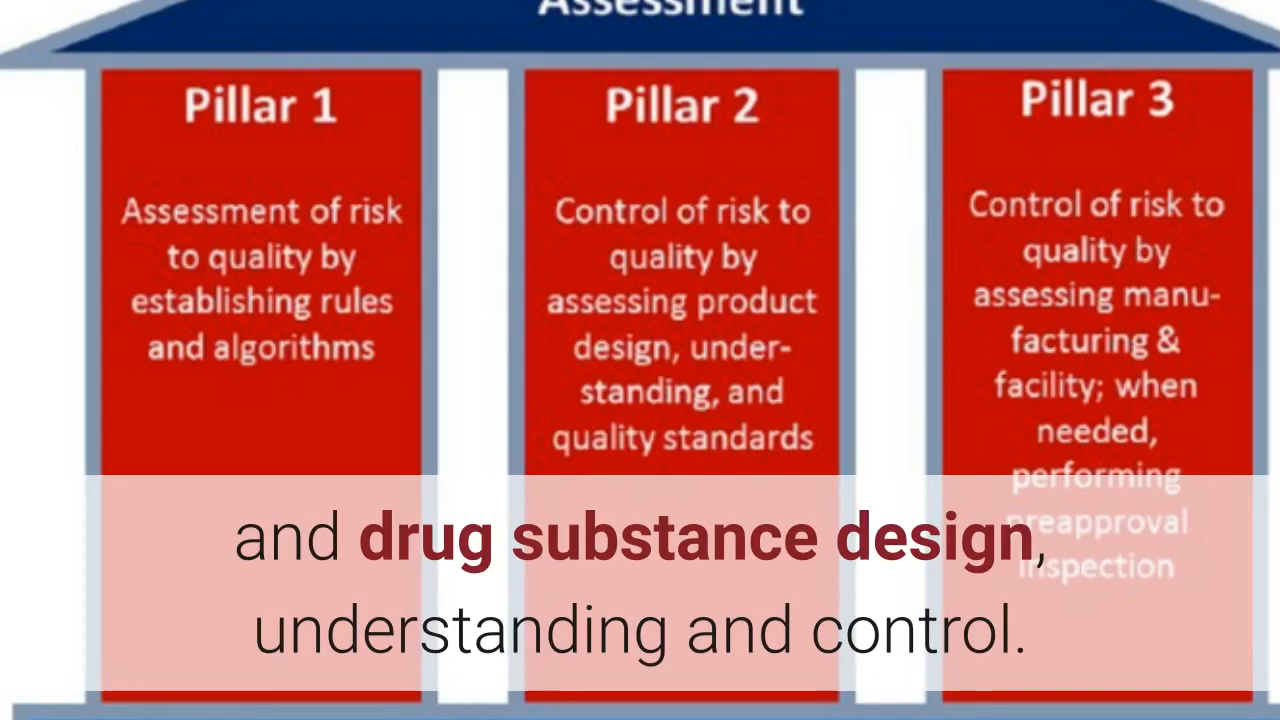 Assessment
Pillar 1
Assessment of risk
to quality by
establishing rules
and algorithms
Pillar 2
Control of risk to
quality by
assessing product
design, under-
standing, and
quality standards
Pillar 3
Control of risk to
quality by
assessing manu-
facturing &
facility; when
needed,
performing
preapproval
inspection
and drug substance design,
understanding and control.